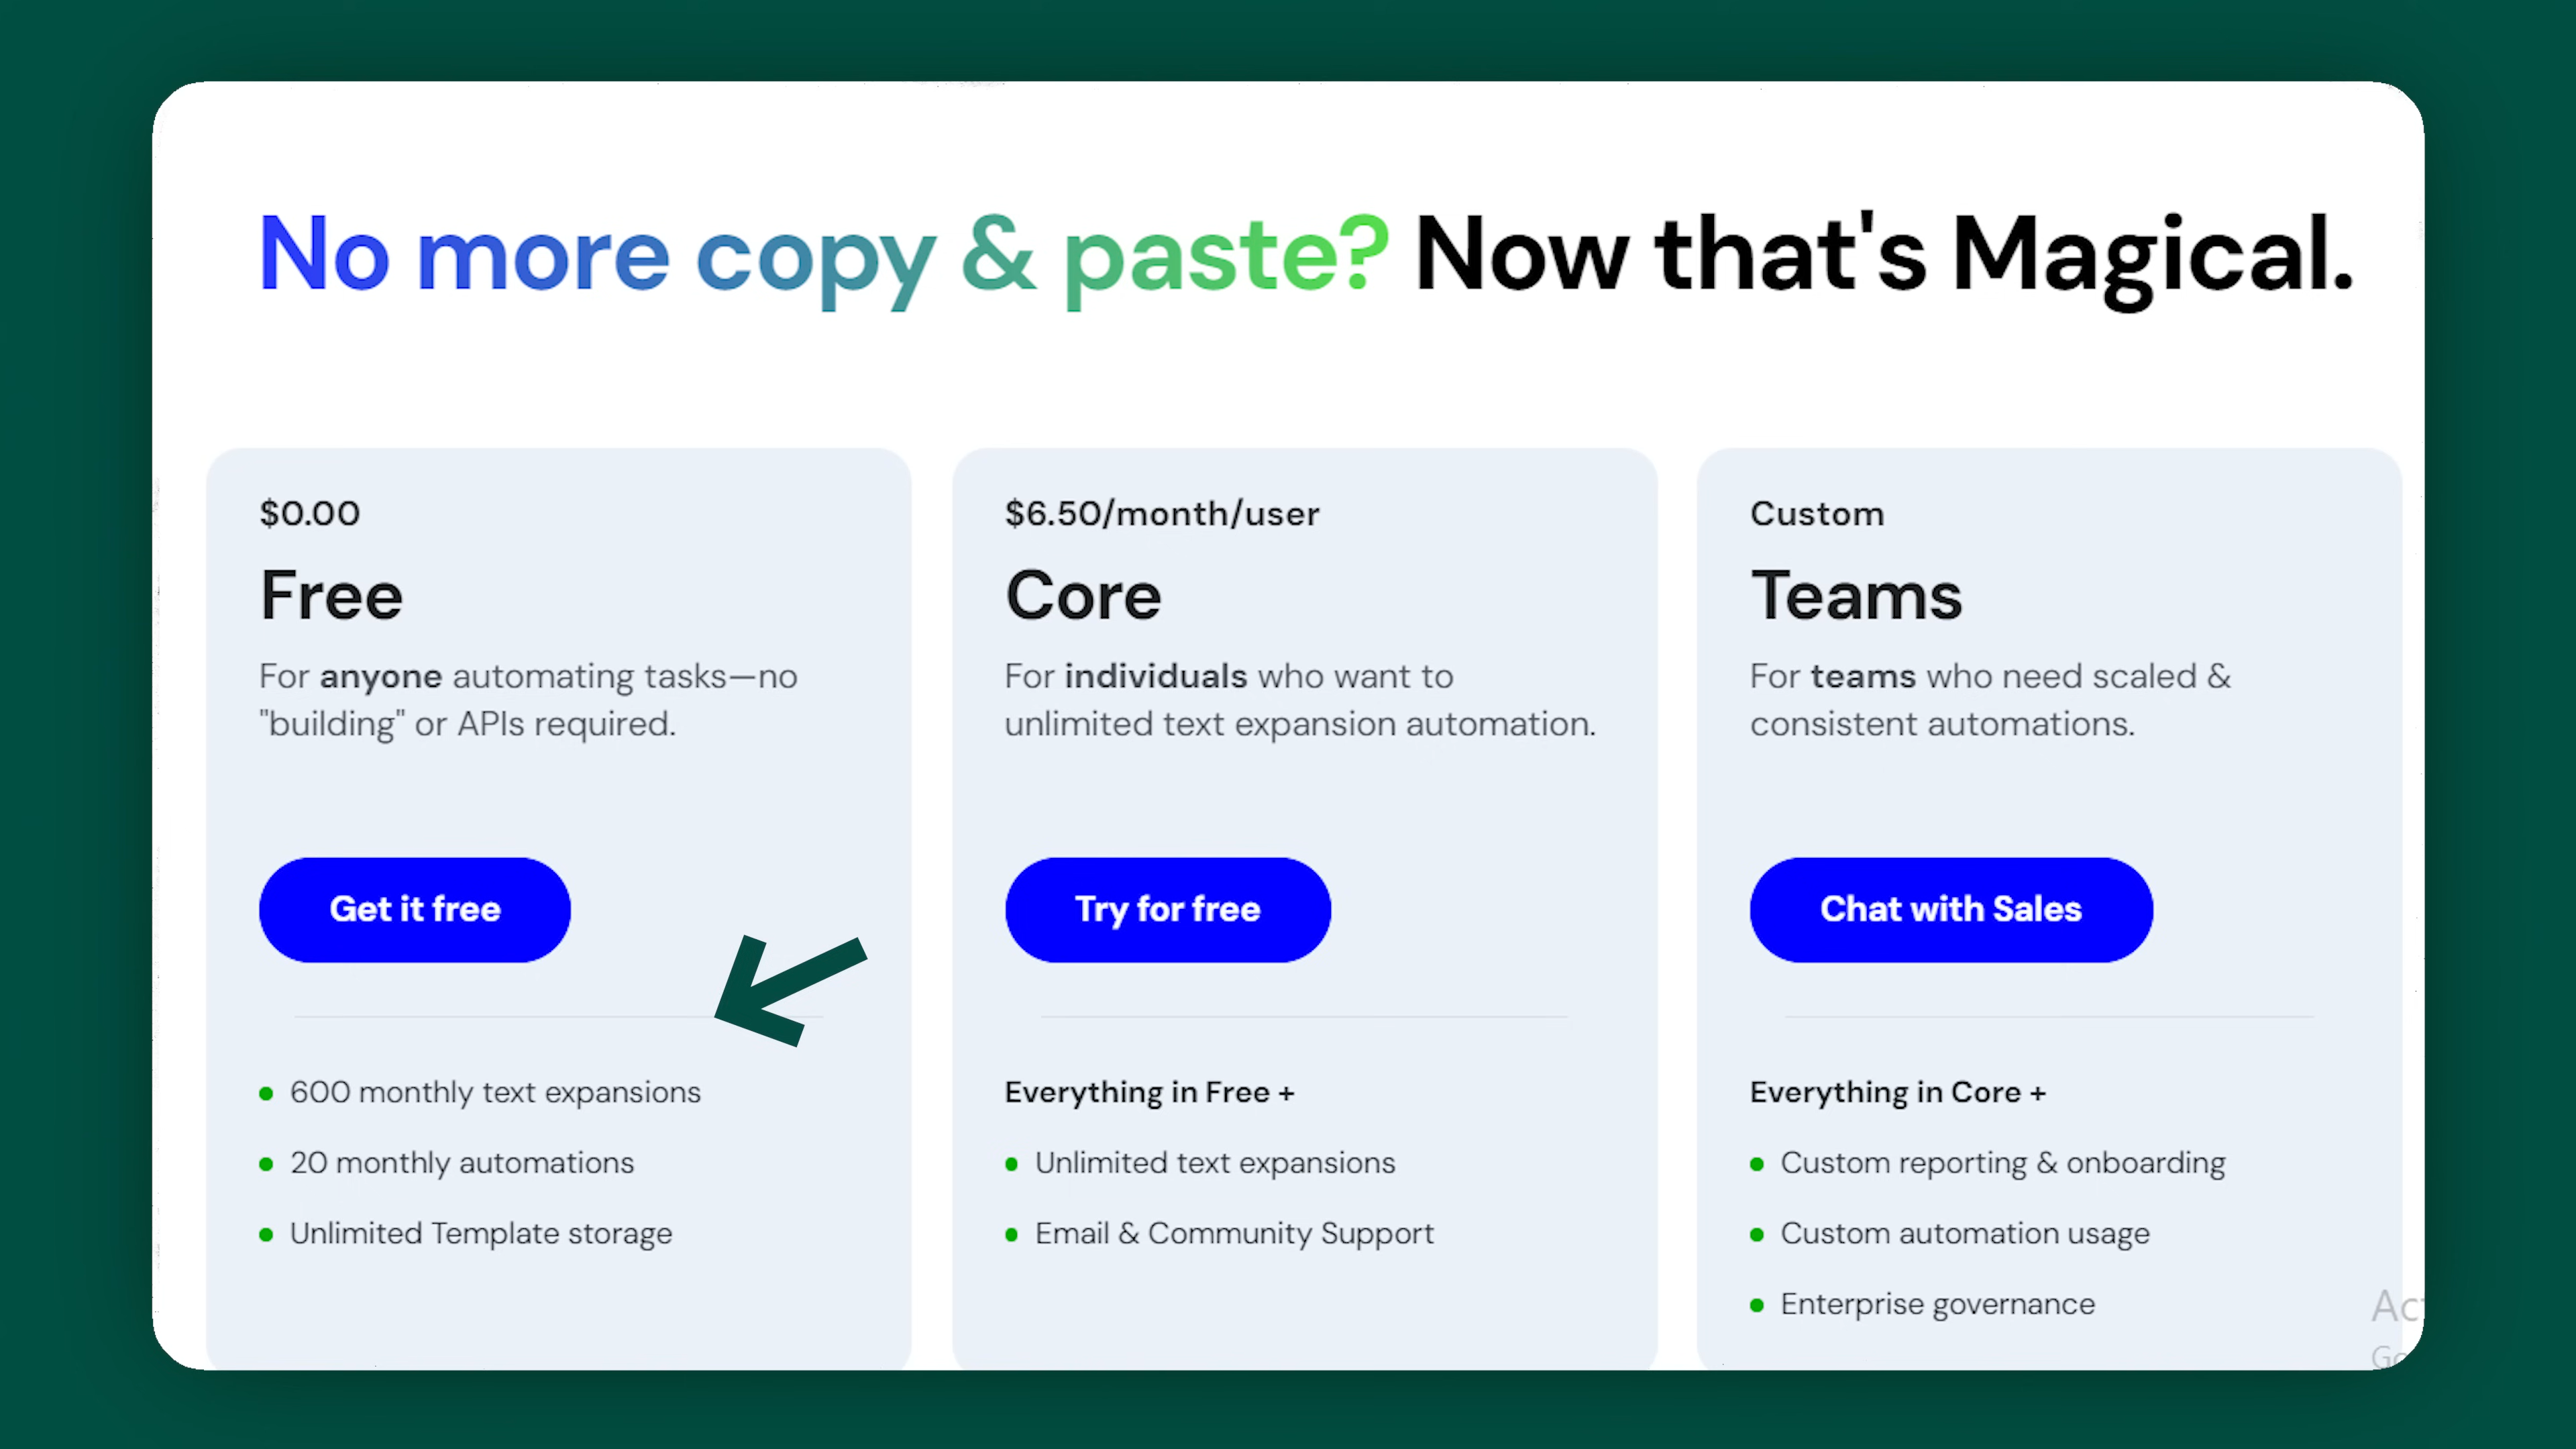 No more copy & paste? Now that's Magical.
$0.00
Free
For anyone automating tasks—no
"building" or APIs required.
Get it free
600 monthly text expansions
20 monthly automations
Unlimited Template storage
$6.50/month/user
Core
For individuals who want to
unlimited text expansion automation.
Try for free
Everything in Free +
Unlimited text expansions
Email & Community Support
Custom
Teams
For teams who need scaled &
consistent automations.
Chat with Sales
Everything in Core +
Custom reporting & onboarding
Custom automation usage
Enterprise governance